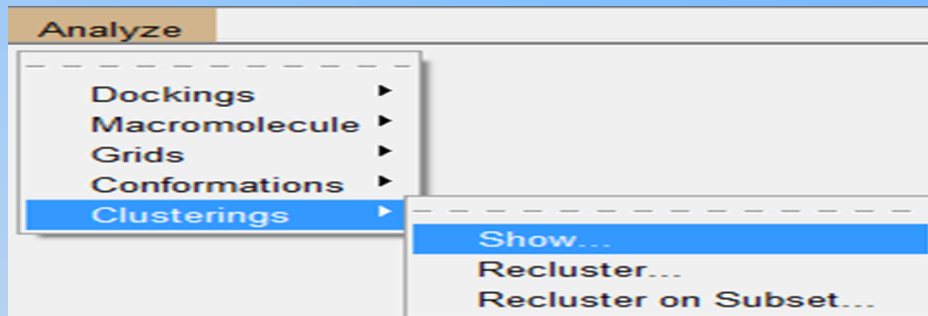 Analyze
Dockings
Macromolecule
Grids
Conformations
Clusterings
Show...
Recluster...
Recluster on Subset...